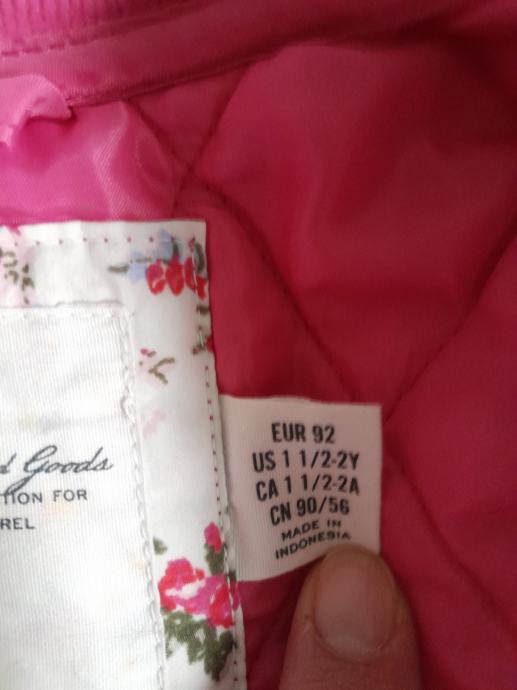 d Goods
TION FOR
REL
EUR 92
US 1 1/2-2Y
CA 1 1/2-2A
CN 90/56
MADE IN
INDONESIA